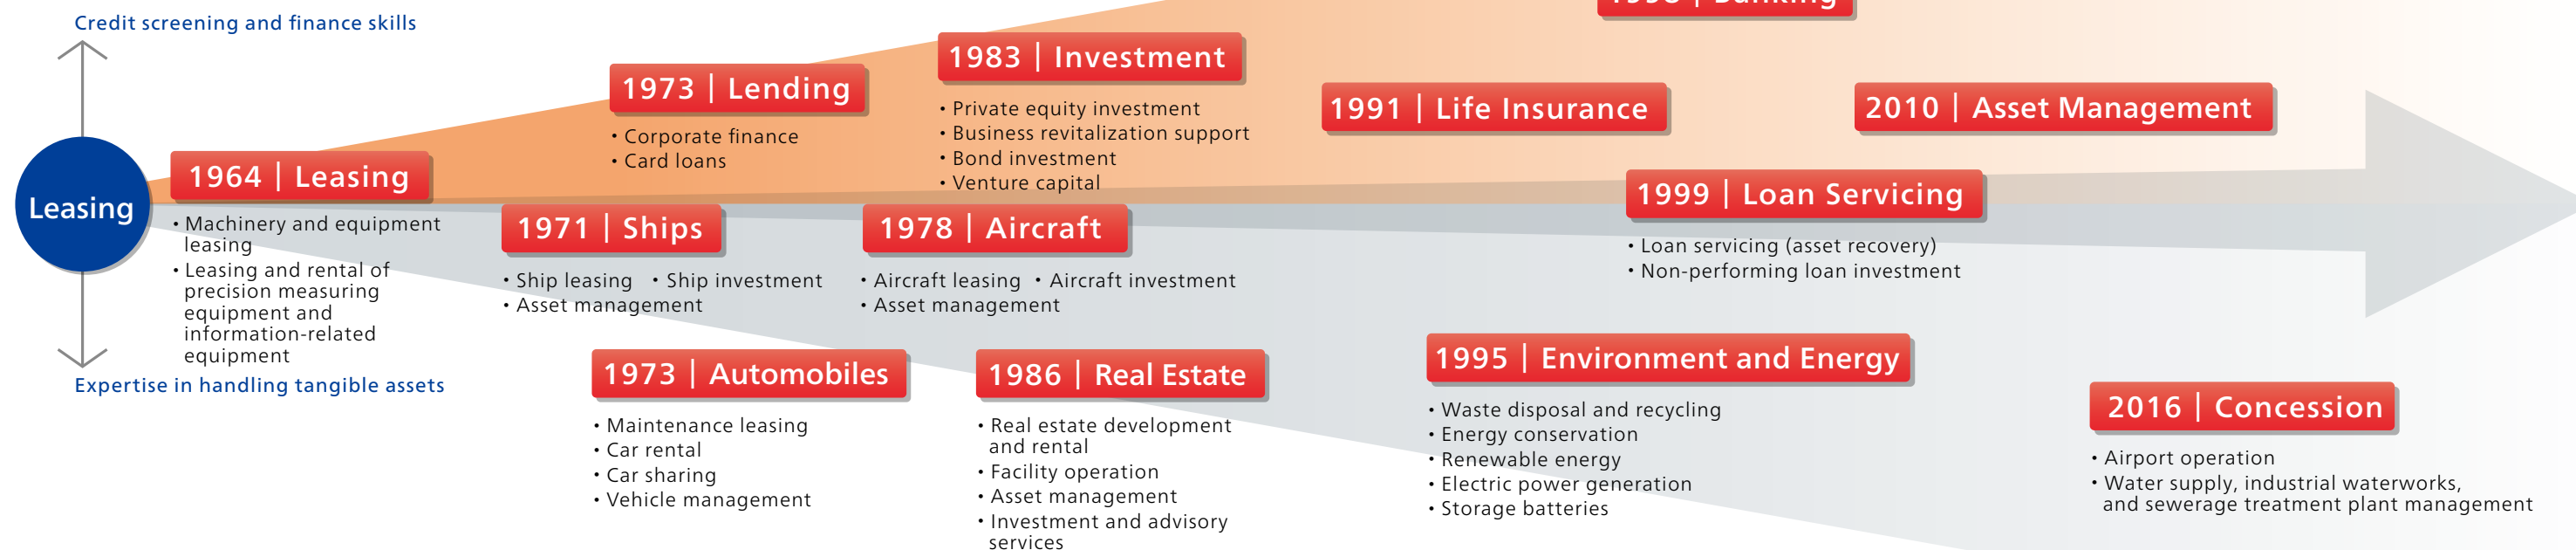 Credit screening and finance skills
Leasing
Expertise in handling tangible assets
1964 | Leasing
• Machinery and equipment
leasing
• Leasing and rental of
precision measuring
equipment and
information-related
equipment
1971 | Ships
• Ship leasing • Ship investment
• Asset management
1973 | Lending
• Corporate finance
• Card loans
1973 | Automobiles
• Maintenance leasing
• Car rental
• Car sharing
• Vehicle management
1978 | Aircraft
• Aircraft leasing • Aircraft investment
• Asset management
1983 | Investment
• Private equity investment
• Business revitalization support
• Bond investment
• Venture capital
1986 | Real Estate
• Real estate development
and rental
• Facility operation
• Asset management
• Investment and advisory
services
1991 | Life Insurance
1995 | Environment and Energy
• Waste disposal and recycling
• Energy conservation
• Renewable energy
• Electric power generation
• Storage batteries
1998 | Banking
1999 | Loan Servicing
• Loan servicing (asset recovery)
• Non-performing loan investment
2010 | Asset Management
2016 | Concession
• Airport operation
• Water supply, industrial waterworks,
and sewerage treatment plant management